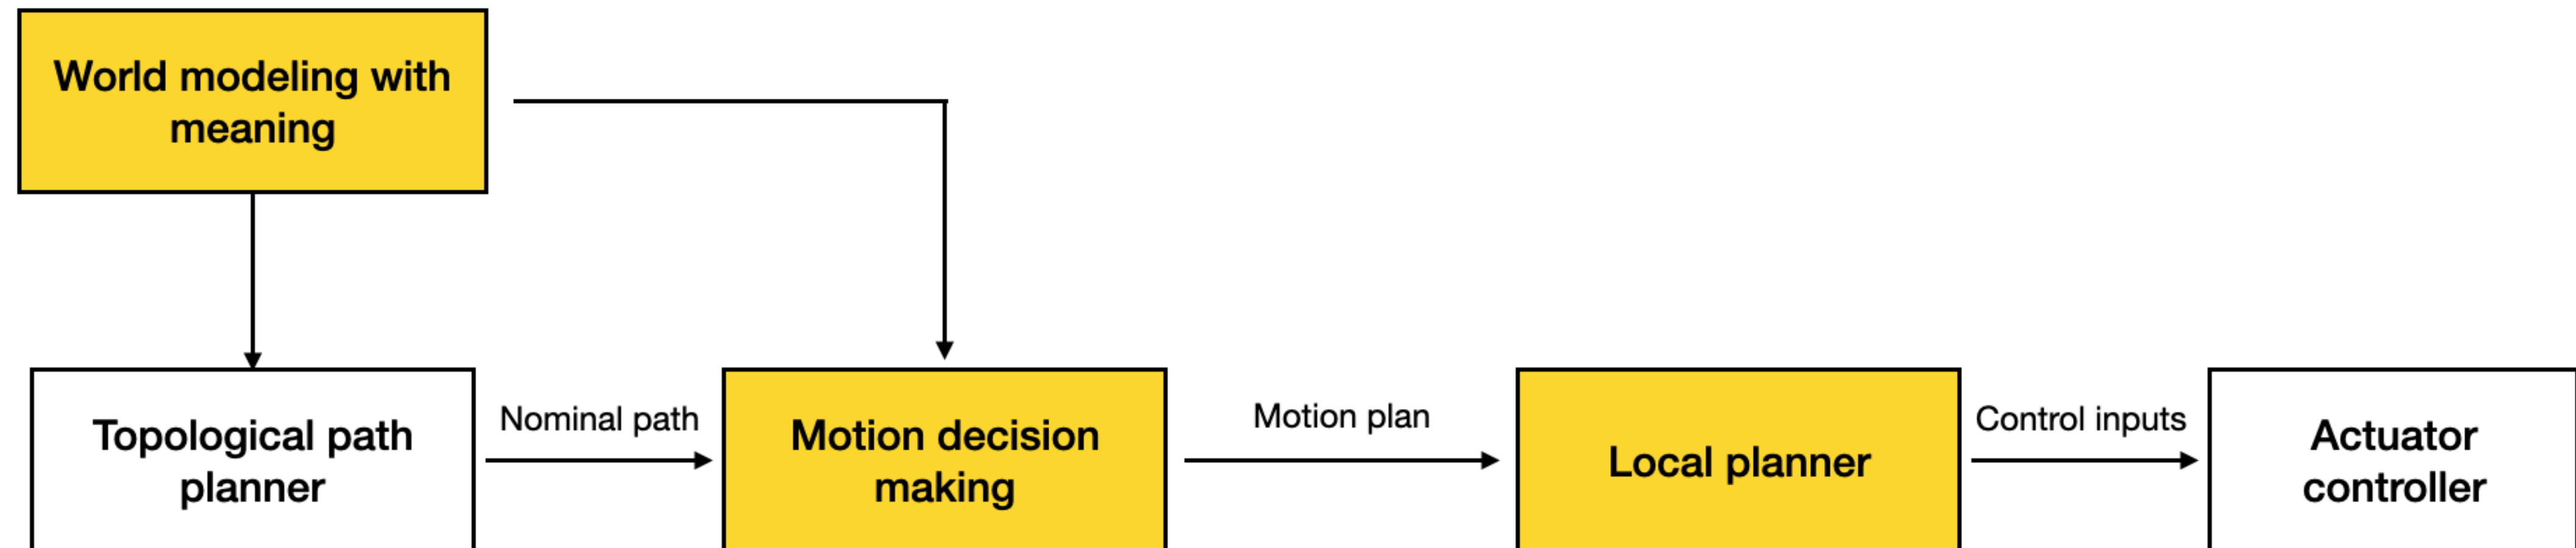 World modeling with
meaning
Topological path
planner
Nominal path
Motion decision
making
Motion plan
Local planner
Control inputs
Actuator
controller